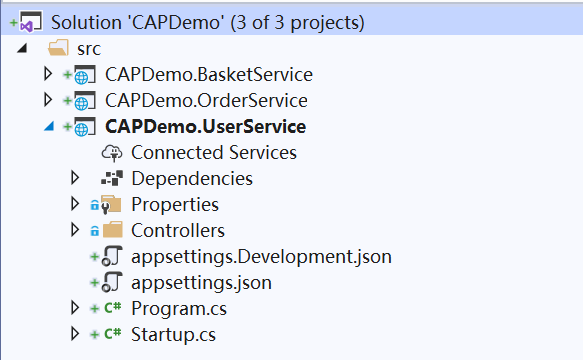 Solution 'CAPDemo' (3 of 3 projects)
src
CAPDemo.BasketService
CAPDemo.OrderService
CAPDemo.UserService
Connected Services
Dependencies
Properties
Controllers
appsettings.Development.json
appsettings.json
C# Program.cs
C# Startup.cs